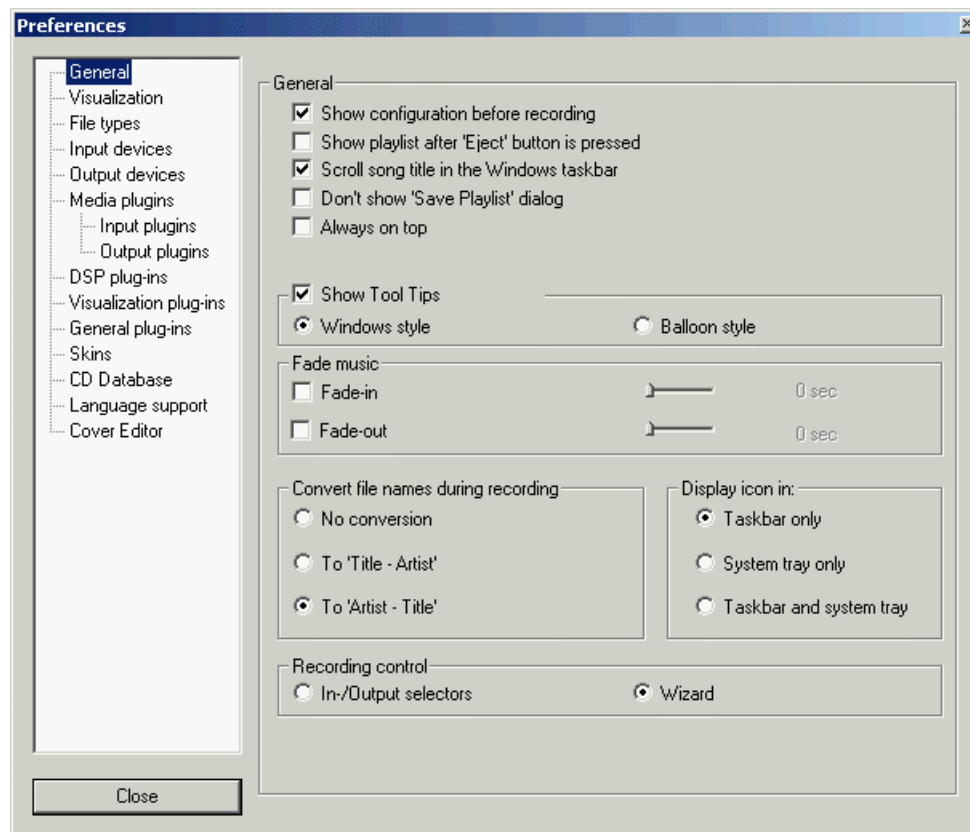 Preferences
General
Visualization
File types
Input devices
Output devices
Media plugins
Input plugins
Output plugins
DSP plug-ins
Visualization plug-ins
General plug-ins
Skins
CD Database
Language support
Cover Editor
Close
General
Show configuration before recording
Show playlist after 'Eject' button is pressed
Scroll song title in the Windows taskbar
Don't show 'Save Playlist' dialog
Always on top
Show Tool Tips
Windows style Balloon style
Fade music
Fade-in 0 sec
Fade-out 0 sec
Convert file names during recording
No conversion
To 'Title - Artist'
To 'Artist - Title'
Display icon in:
Taskbar only
System tray only
Taskbar and system tray
Recording control
In-/Output selectors Wizard